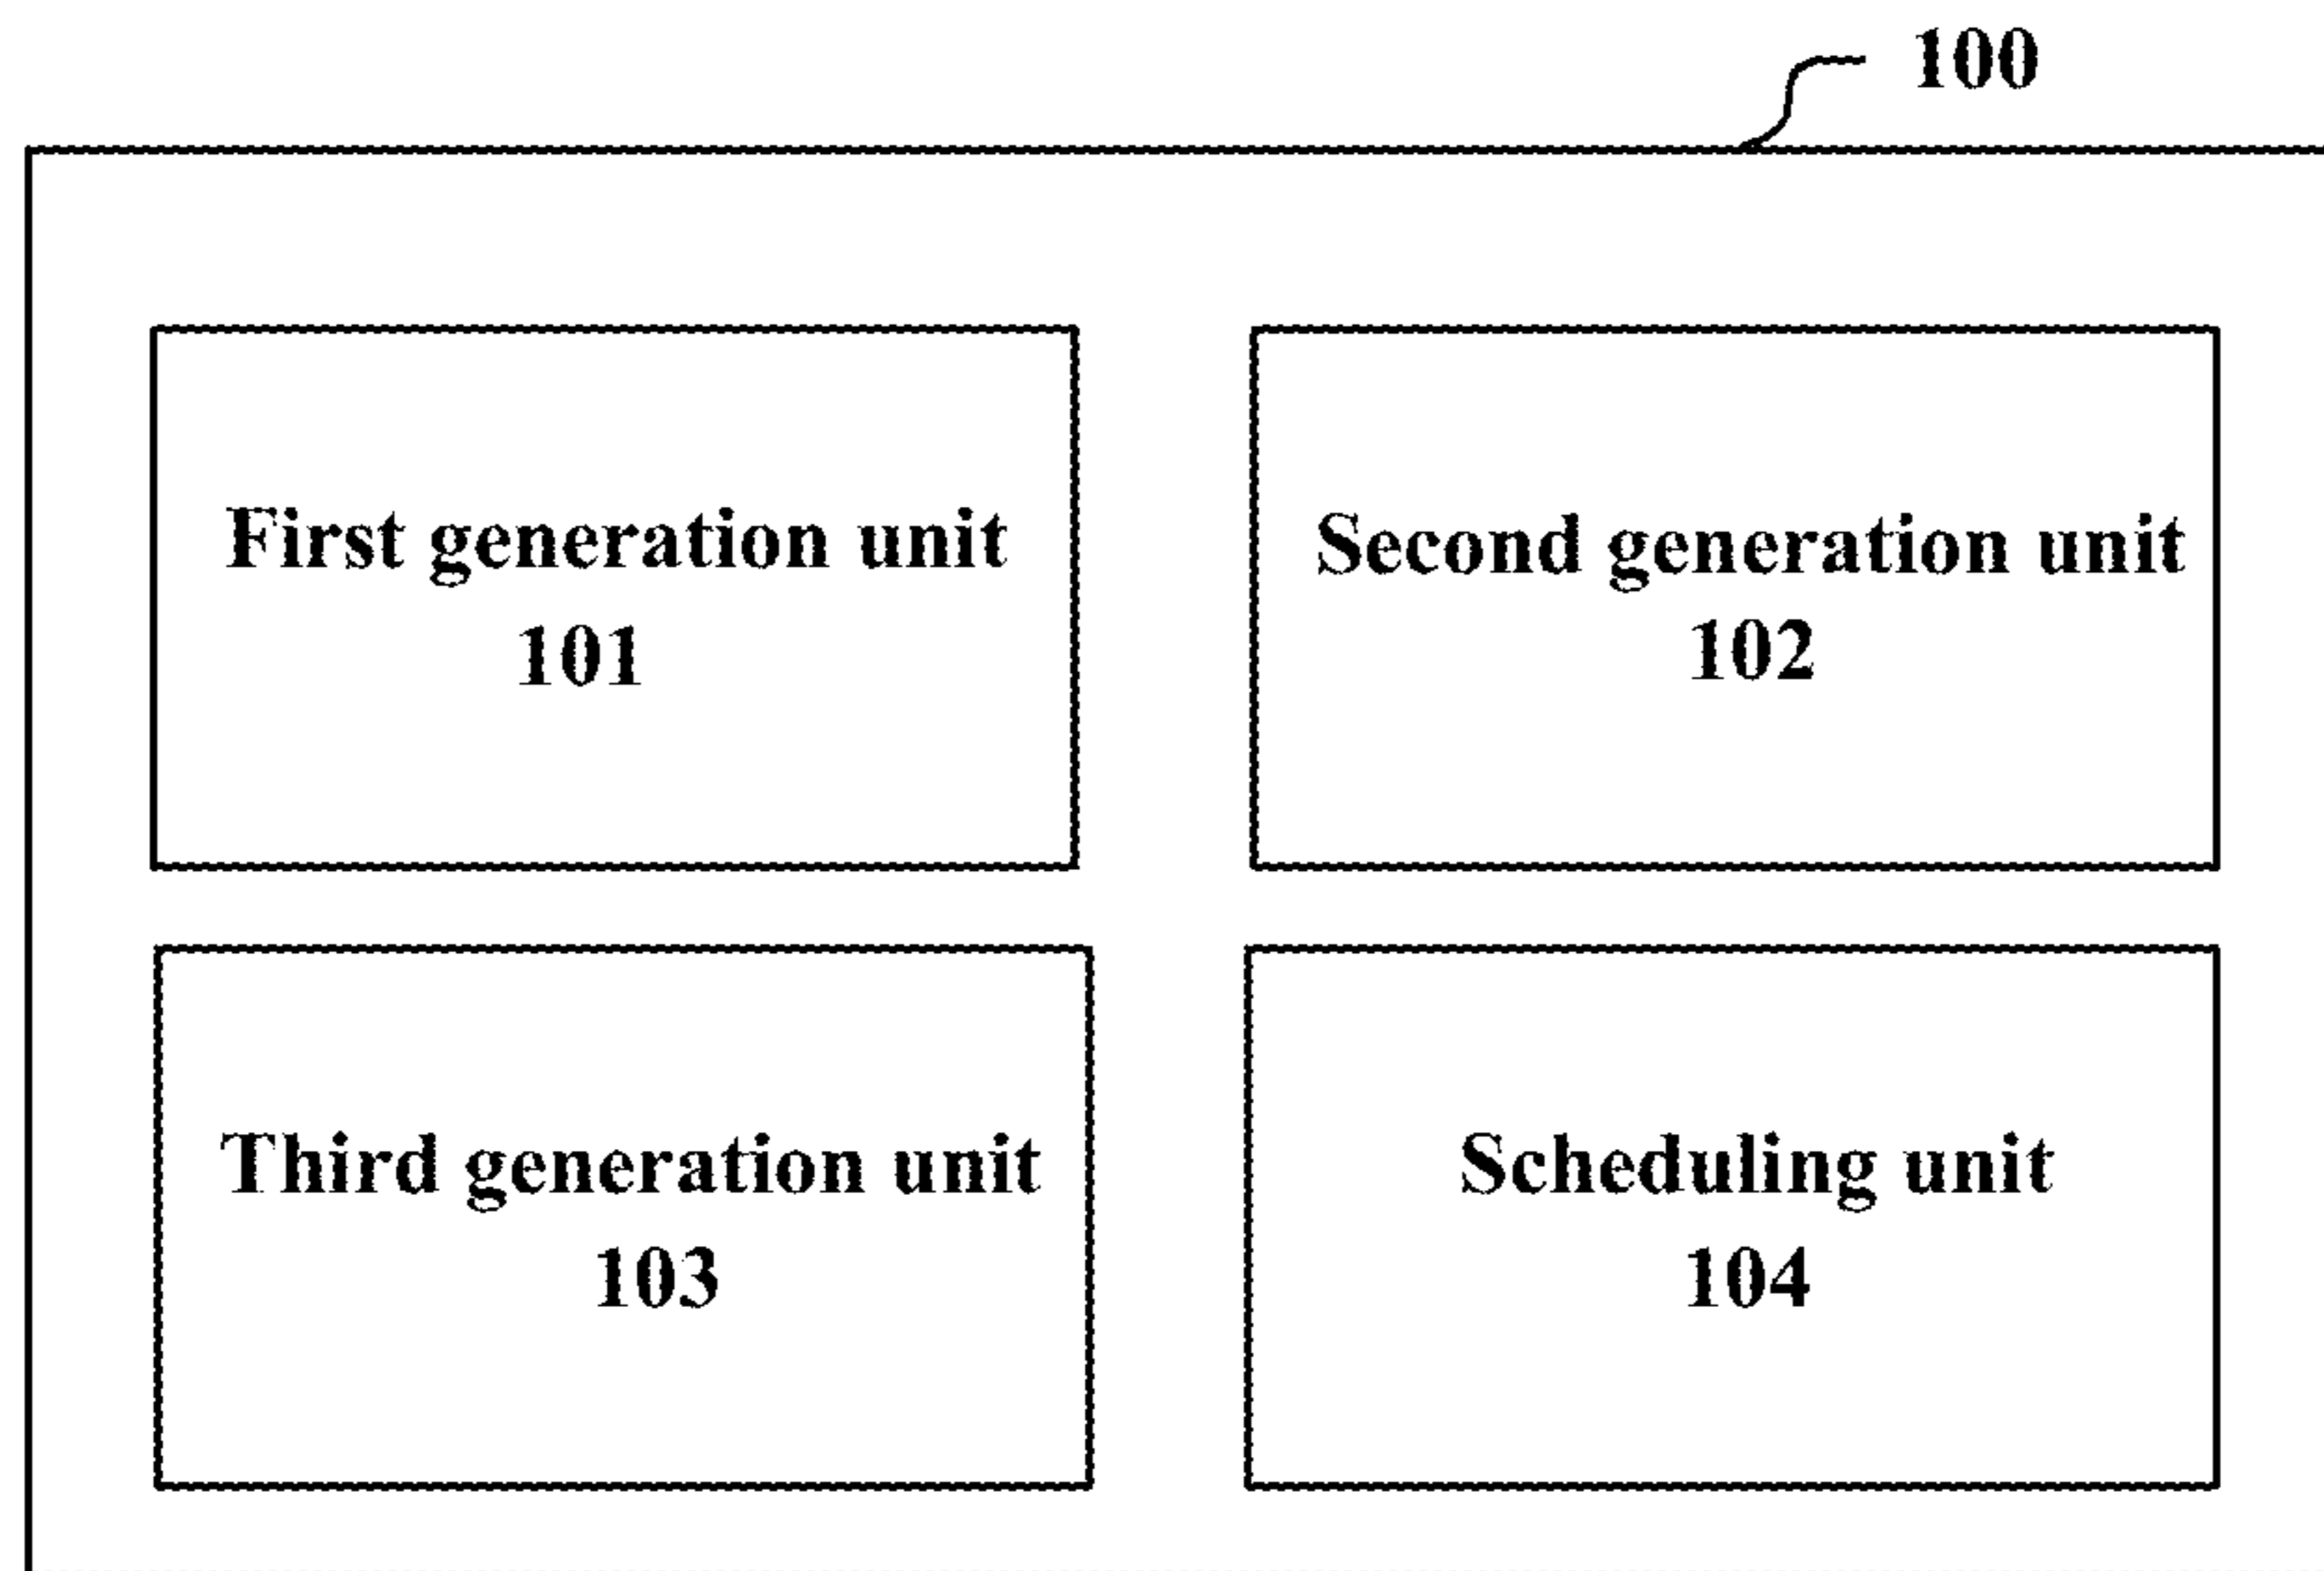 100
First generation unit
101
Second generation unit
102
Third generation unit
103
Scheduling unit
104